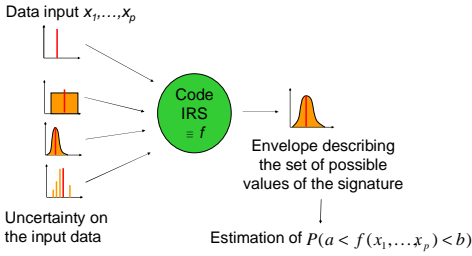 Data input x₁,…,xₚ
Code
IRS
≡ f
Envelope describing
the set of possible
values of the signature
Uncertainty on
the input data
Estimation of P(a < f(x₁,…,xₚ) < b)